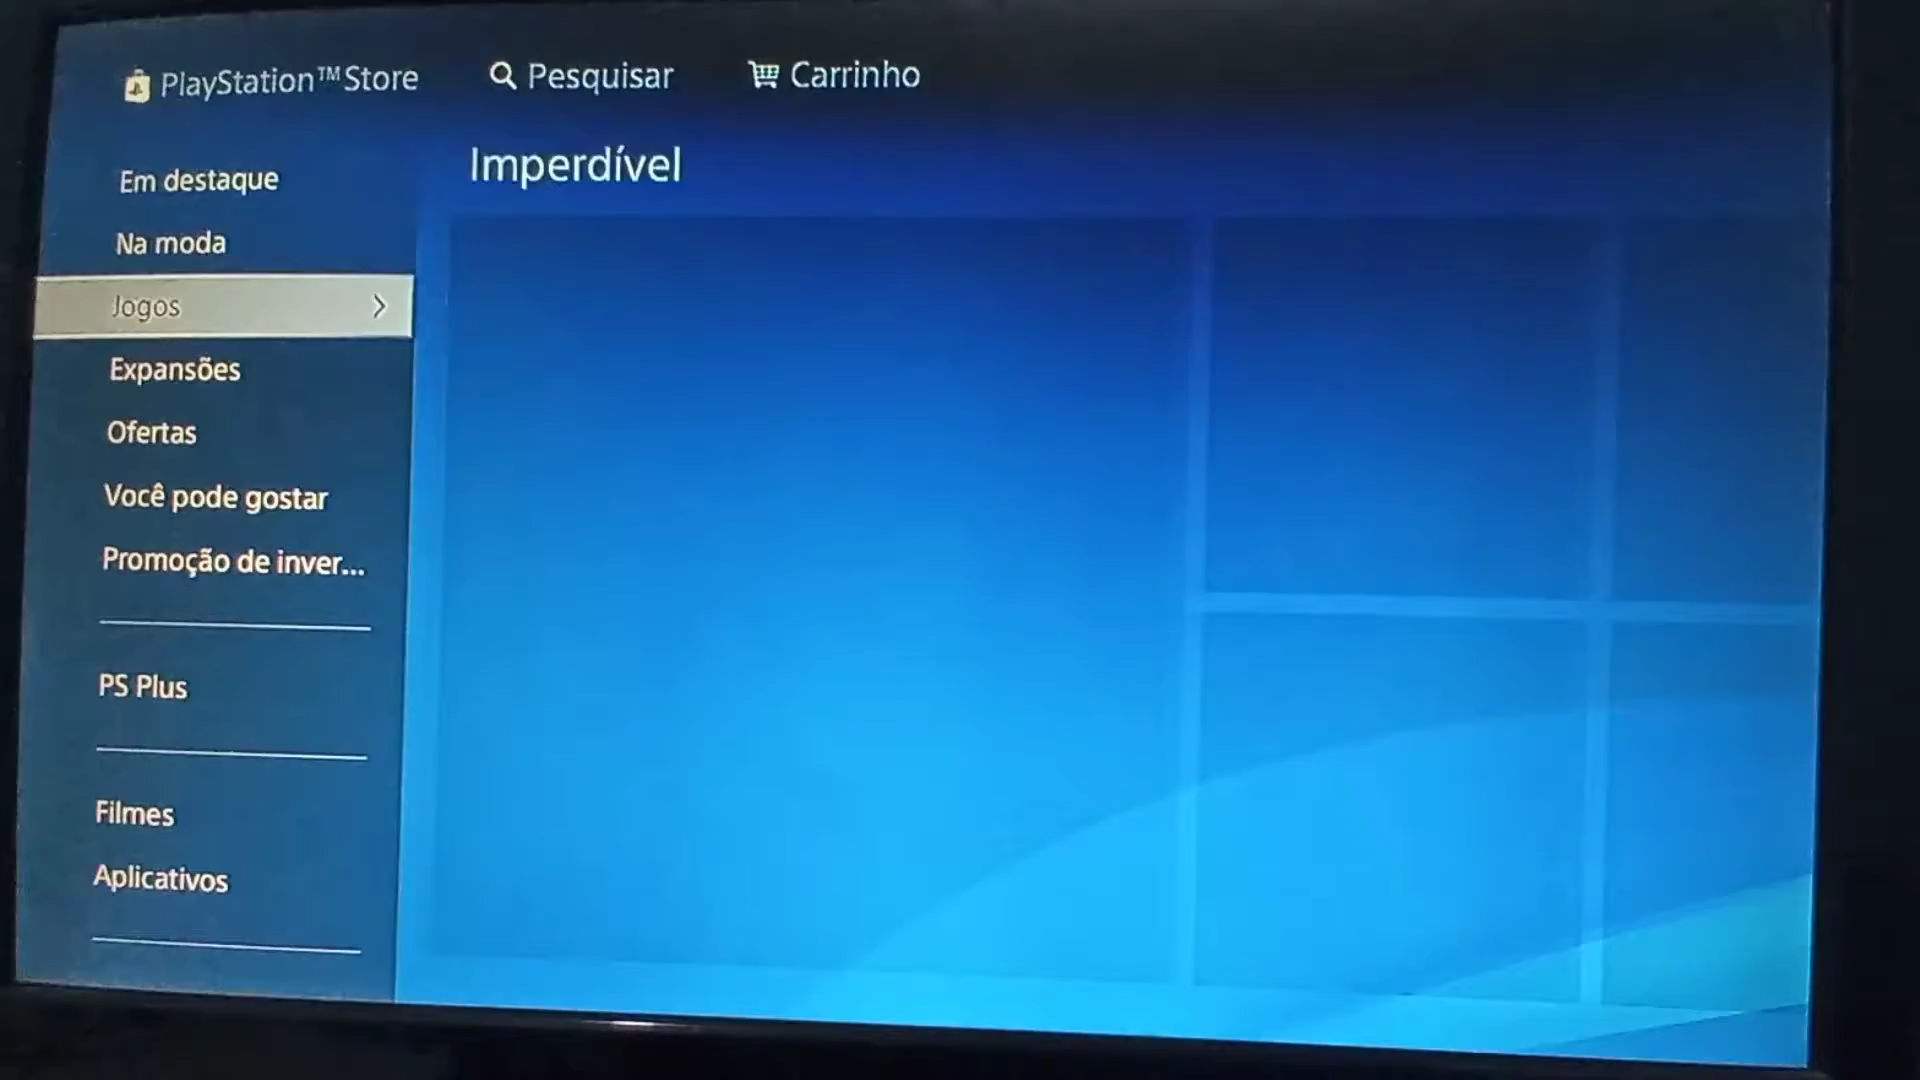 PlayStation™Store
Pesquisar
Carrinho
Imperdível
Em destaque
Na moda
Jogos
Expansões
Ofertas
Você pode gostar
Promoção de inver...
PS Plus
Filmes
Aplicativos